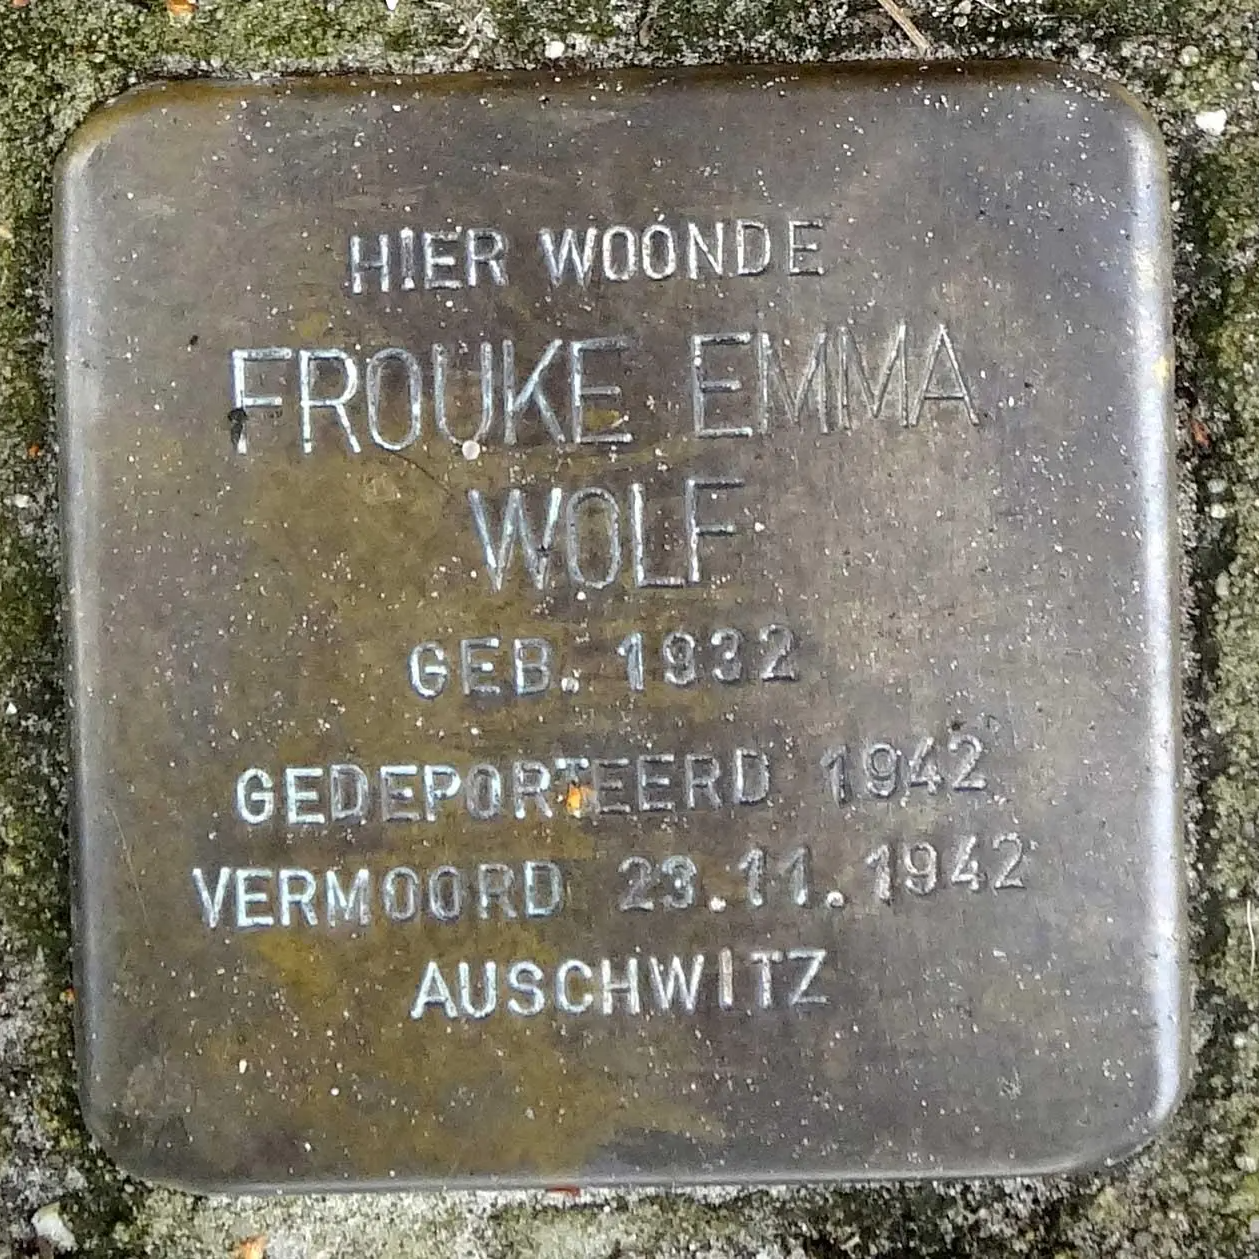 HIER WOONDE
FROUKE EMMA
WOLF
GEB. 1932
GEDEPORTEERD 1942
VERMOORD 23.11.1942
AUSCHWITZ